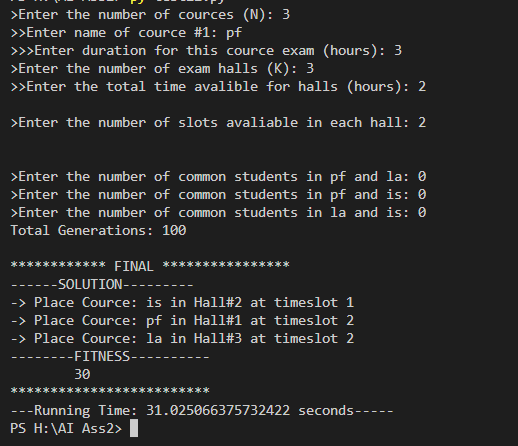 >Enter the number of cources (N): 3
>>Enter name of cource #1: pf
>>>Enter duration for this cource exam (hours): 3
>Enter the number of exam halls (K): 3
>>Enter the total time avalible for halls (hours): 2
>Enter the number of slots avaliable in each hall: 2
>Enter the number of common students in pf and la: 0
>Enter the number of common students in pf and is: 0
>Enter the number of common students in la and is: 0
Total Generations: 100
************ FINAL ****************
------SOLUTION---------
-> Place Cource: is in Hall#2 at timeslot 1
-> Place Cource: pf in Hall#1 at timeslot 2
-> Place Cource: la in Hall#3 at timeslot 2
--------FITNESS----------
30
*************************
---Running Time: 31.025066375732422 seconds-----
PS H:\AI Ass2>